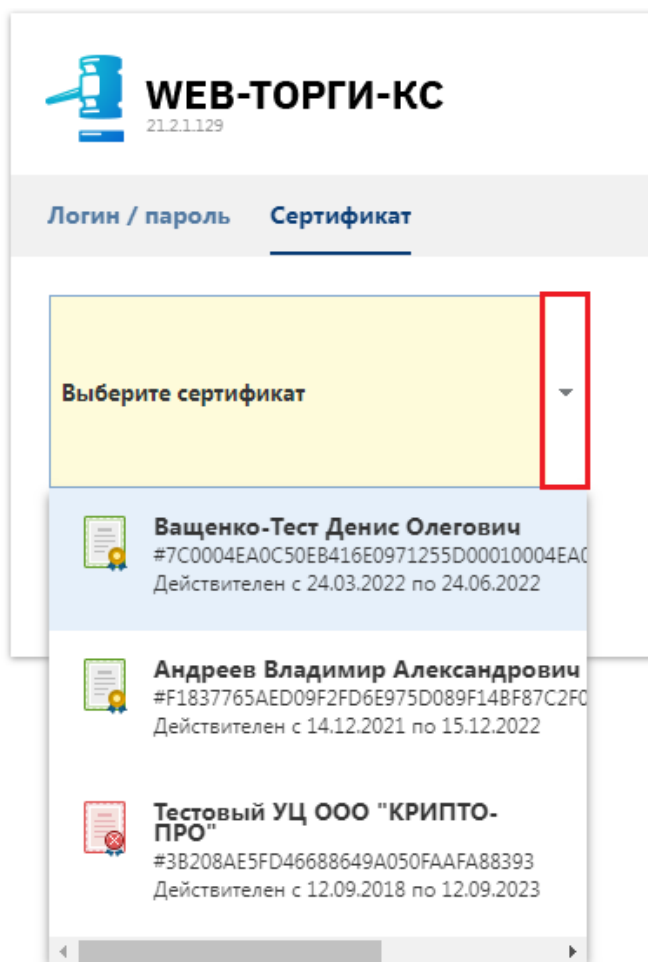 WEB-ТОРГИ-КС
21.2.1.129
Логин / пароль Сертификат
Выберите сертификат
Ващенко-Тест Денис Олегович
#7C0004EA0C50EB416E0971255D00010004EA0
Действителен с 24.03.2022 по 24.06.2022
Андреев Владимир Александрович
#F1837765AED09F2FD6E975D089F14BF87C2F0
Действителен с 14.12.2021 по 15.12.2022
Тестовый УЦ ООО "КРИПТО-
ПРО"
#3B208AE5FD46688649A050FAAFA88393
Действителен с 12.09.2018 по 12.09.2023